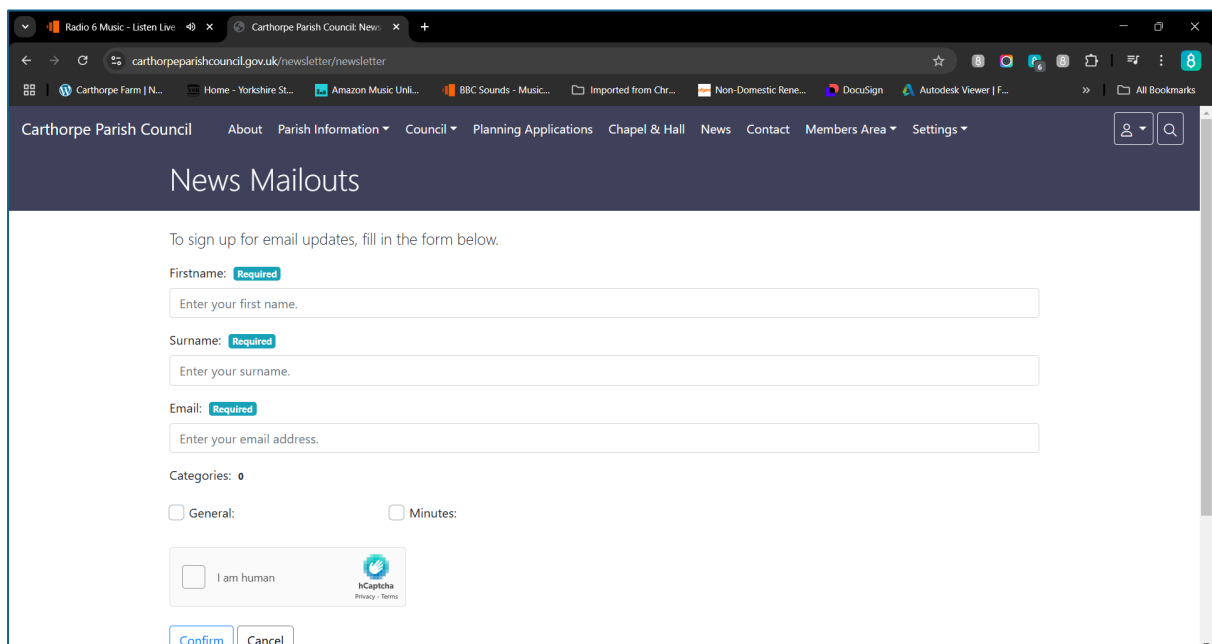 Radio 6 Music - Listen Live
Carthorpe Parish Council: News
carthorpeparishcouncil.gov.uk/newsletter/newsletter
Carthorpe Farm | N...
Home - Yorkshire St...
Amazon Music Unli...
BBC Sounds - Music...
Imported from Chr...
Non-Domestic Rene...
DocuSign
Autodesk Viewer | F...
All Bookmarks
Carthorpe Parish Council About Parish Information Council Planning Applications Chapel & Hall News Contact Members Area Settings
News Mailouts
To sign up for email updates, fill in the form below.
Firstname: Required
Enter your first name.
Surname: Required
Enter your surname.
Email: Required
Enter your email address.
Categories: 0
General: Minutes:
I am human
hCaptcha
Privacy - Terms
Confirm Cancel